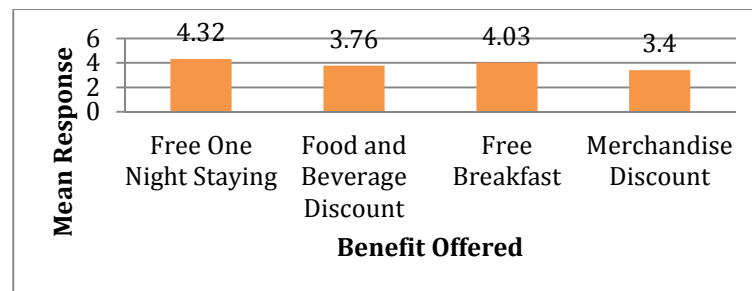 Mean Response
6
4
2
0
4.32
3.76
4.03
3.4
Free One
Night Staying
Food and
Beverage
Discount
Free
Breakfast
Merchandise
Discount
Benefit Offered